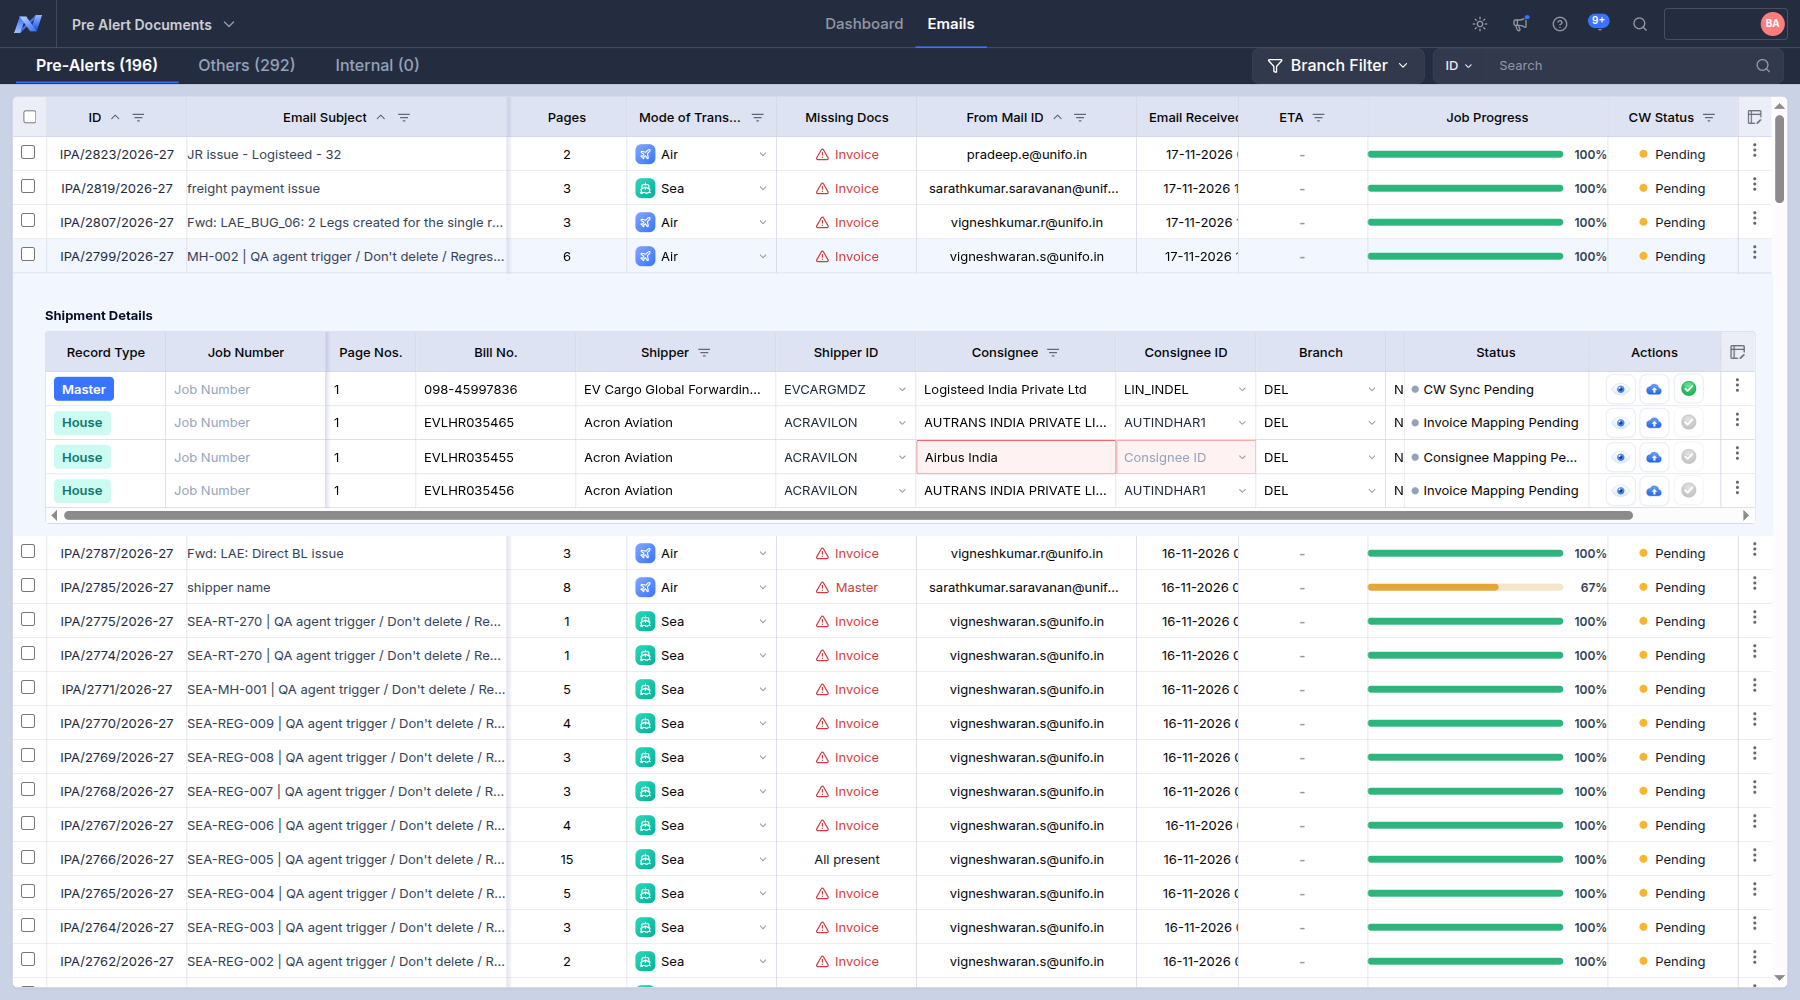 Pre Alert Documents
Dashboard
Emails
9+
BA
Pre-Alerts (196)
Others (292)
Internal (0)
Branch Filter
ID
Search
ID Email Subject Pages Mode of Trans... Missing Docs From Mail ID Email Received ETA Job Progress CW Status
IPA/2823/2026-27 JR issue - Logisteed - 32 2 Air Invoice pradeep.e@unifo.in 17-11-2026 - 100% Pending
IPA/2819/2026-27 freight payment issue 3 Sea Invoice sarathkumar.saravanan@unif... 17-11-2026 1 - 100% Pending
IPA/2807/2026-27 Fwd: LAE_BUG_06: 2 Legs created for the single r... 3 Air Invoice vigneshkumar.r@unifo.in 17-11-2026 - 100% Pending
IPA/2799/2026-27 MH-002 | QA agent trigger / Don't delete / Regres... 6 Air Invoice vigneshwaran.s@unifo.in 17-11-2026 - 100% Pending
Shipment Details
Record Type Job Number Page Nos. Bill No. Shipper Shipper ID Consignee Consignee ID Branch Status Actions
Master Job Number 1 098-45997836 EV Cargo Global Forwardin... EVCARGMDZ Logisteed India Private Ltd LIN_INDEL DEL N CW Sync Pending
House Job Number 1 EVLHR035465 Acron Aviation ACRAVILON AUTRANS INDIA PRIVATE LI... AUTINDHAR1 DEL N Invoice Mapping Pending
House Job Number 1 EVLHR035455 Acron Aviation ACRAVILON Airbus India Consignee ID DEL N Consignee Mapping Pe...
House Job Number 1 EVLHR035456 Acron Aviation ACRAVILON AUTRANS INDIA PRIVATE LI... AUTINDHAR1 DEL N Invoice Mapping Pending
IPA/2787/2026-27 Fwd: LAE: Direct BL issue 3 Air Invoice vigneshkumar.r@unifo.in 16-11-2026 0 - 100% Pending
IPA/2785/2026-27 shipper name 8 Air Master sarathkumar.saravanan@unif... 16-11-2026 0 - 67% Pending
IPA/2775/2026-27 SEA-RT-270 | QA agent trigger / Don't delete / Re... 1 Sea Invoice vigneshwaran.s@unifo.in 16-11-2026 0 - 100% Pending
IPA/2774/2026-27 SEA-RT-270 | QA agent trigger / Don't delete / Re... 1 Sea Invoice vigneshwaran.s@unifo.in 16-11-2026 0 - 100% Pending
IPA/2771/2026-27 SEA-MH-001 | QA agent trigger / Don't delete / Re... 5 Sea Invoice vigneshwaran.s@unifo.in 16-11-2026 0 - 100% Pending
IPA/2770/2026-27 SEA-REG-009 | QA agent trigger / Don't delete / R... 4 Sea Invoice vigneshwaran.s@unifo.in 16-11-2026 0 - 100% Pending
IPA/2769/2026-27 SEA-REG-008 | QA agent trigger / Don't delete / R... 3 Sea Invoice vigneshwaran.s@unifo.in 16-11-2026 0 - 100% Pending
IPA/2768/2026-27 SEA-REG-007 | QA agent trigger / Don't delete / R... 3 Sea Invoice vigneshwaran.s@unifo.in 16-11-2026 0 - 100% Pending
IPA/2767/2026-27 SEA-REG-006 | QA agent trigger / Don't delete / R... 4 Sea Invoice vigneshwaran.s@unifo.in 16-11-2026 - 100% Pending
IPA/2766/2026-27 SEA-REG-005 | QA agent trigger / Don't delete / R... 15 Sea All present vigneshwaran.s@unifo.in 16-11-2026 0 - 100% Pending
IPA/2765/2026-27 SEA-REG-004 | QA agent trigger / Don't delete / R... 5 Sea Invoice vigneshwaran.s@unifo.in 16-11-2026 0 - 100% Pending
IPA/2764/2026-27 SEA-REG-003 | QA agent trigger / Don't delete / R... 3 Sea Invoice vigneshwaran.s@unifo.in 16-11-2026 - 100% Pending
IPA/2762/2026-27 SEA-REG-002 | QA agent trigger / Don't delete / R... 2 Sea Invoice vigneshwaran.s@unifo.in 16-11-2026 0 - 100% Pending